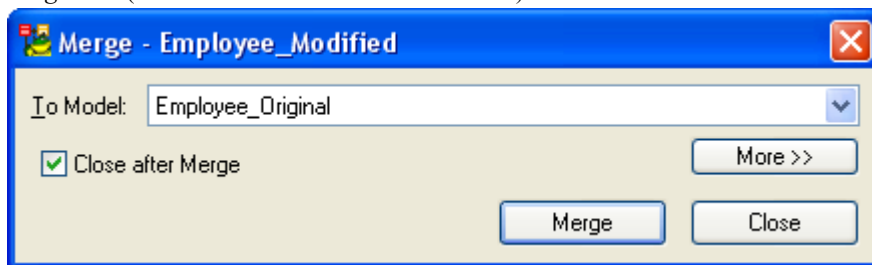 Merge - Employee_Modified
To Model: Employee_Original
Close after Merge
More >>
Merge Close